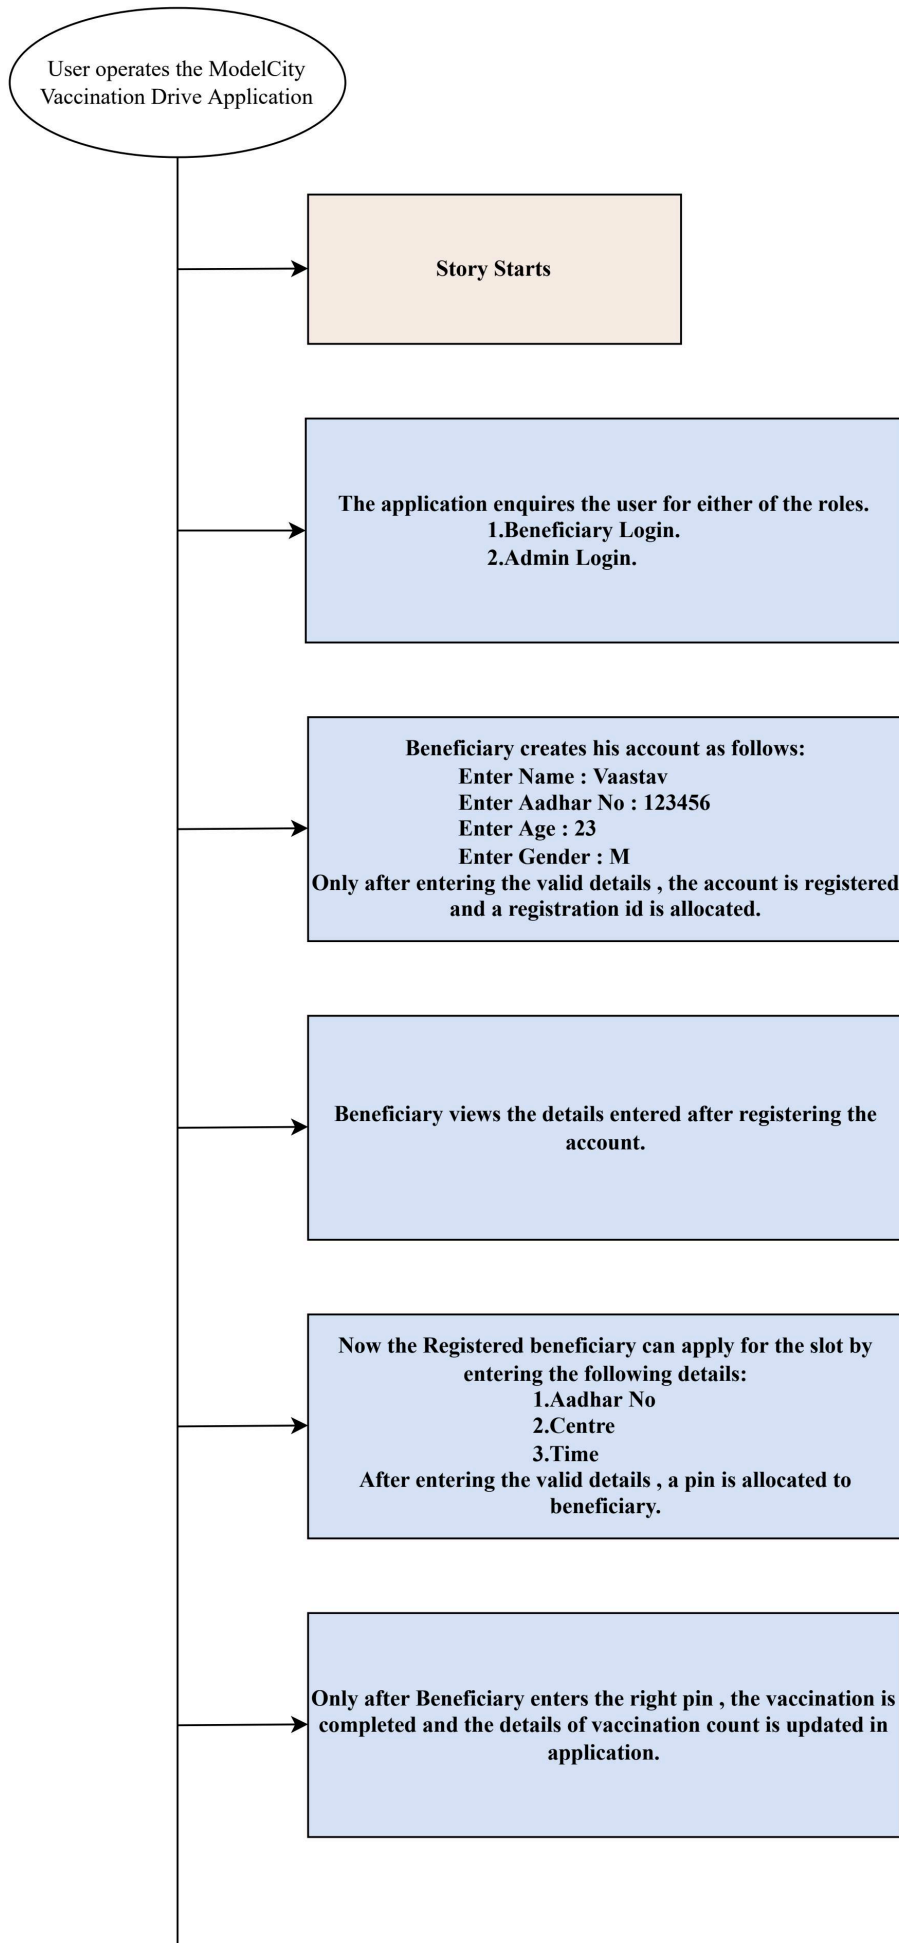 User operates the ModelCity
Vaccination Drive Application
Story Starts
The application enquires the user for either of the roles.
1.Beneficiary Login.
2.Admin Login.
Beneficiary creates his account as follows:
Enter Name : Vaastav
Enter Aadhar No : 123456
Enter Age : 23
Enter Gender : M
Only after entering the valid details , the account is registered
and a registration id is allocated.
Beneficiary views the details entered after registering the
account.
Now the Registered beneficiary can apply for the slot by
entering the following details:
1.Aadhar No
2.Centre
3.Time
After entering the valid details , a pin is allocated to
beneficiary.
Only after Beneficiary enters the right pin , the vaccination is
completed and the details of vaccination count is updated in
application.